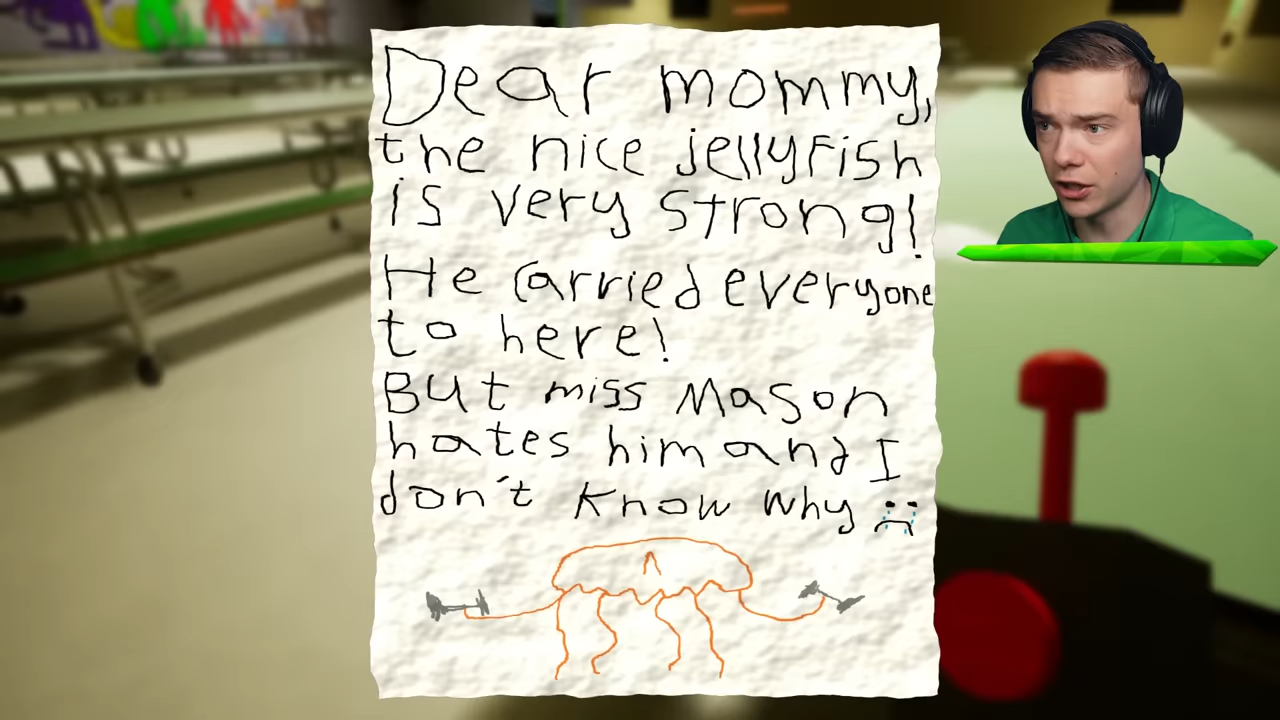 Dear mommy,
the nice jellyfish
is very strong!
He carried everyone
to here!
But miss Mason
hates him and I
don't know why